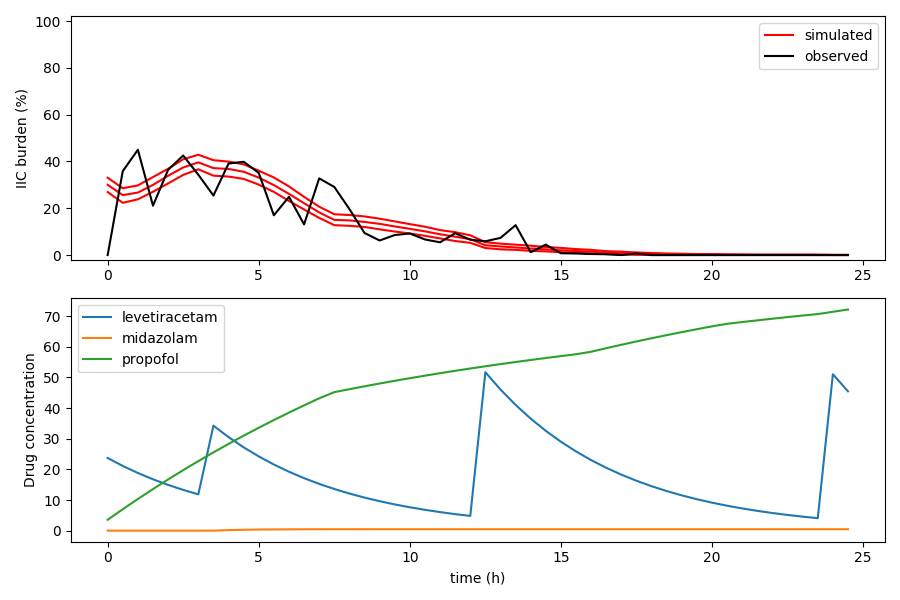 100
80
60
40
20
0
IIC burden (%)
simulated
observed
0 5 10 15 20 25
70
60
50
40
30
20
10
0
Drug concentration
levetiracetam
midazolam
propofol
0 5 10 15 20 25
time (h)